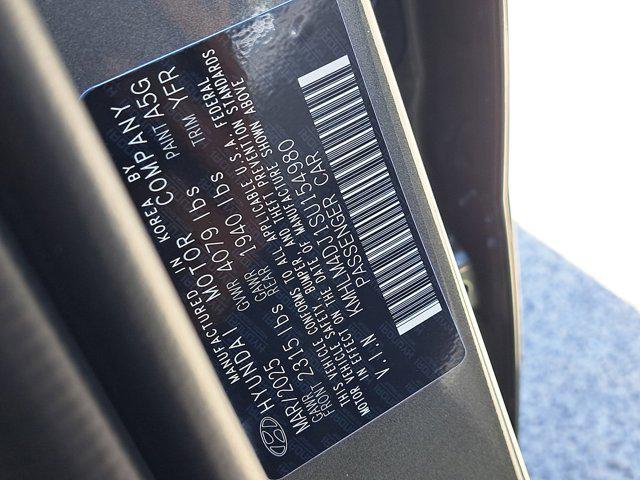 MANUFACTURED IN KOREA BY
HYUNDAI MOTOR COMPANY
MAR/2025 GVWR 4079 lbs PAINT A5G
GAWR FRONT 2315 lbs GAWR REAR 1940 lbs TRIM YFR
THIS VEHICLE CONFORMS TO ALL APPLICABLE U.S.A. FEDERAL
MOTOR VEHICLE SAFETY, BUMPER AND THEFT PREVENTION STANDARDS
IN EFFECT ON THE DATE OF MANUFACTURE SHOWN ABOVE
V.I.N KMHLM4DJ1SU154980
PASSENGER CAR